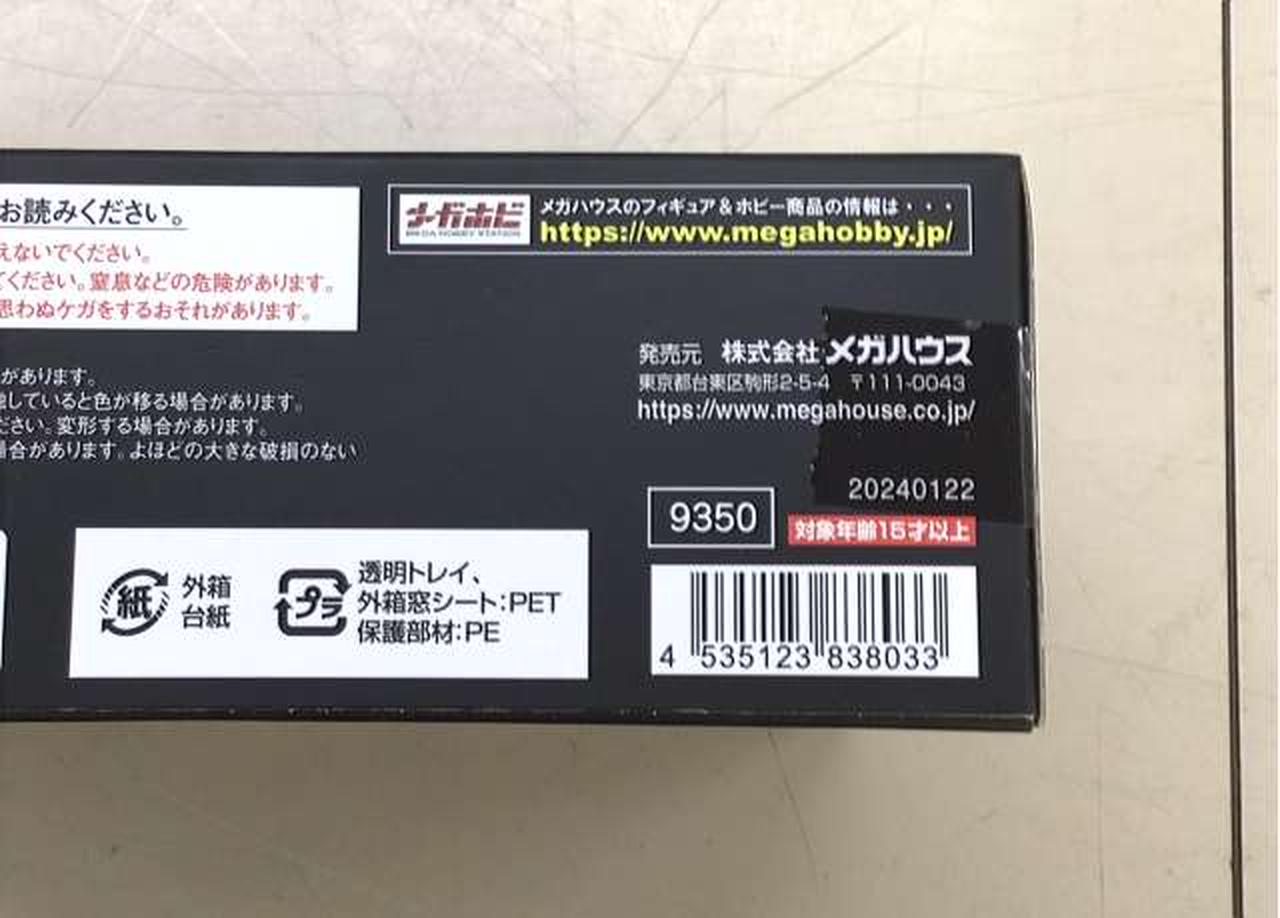 お読みください。
えないでください。
てください。窒息などの危険があります。
思わぬケガをするおそれがあります。
メガホビ
MEGA HOBBY STATION
メガハウスのフィギュア&ホビー商品の情報は・・・
https://www.megahobby.jp/
があります。
していると色が移る場合があります。
ださい。変形する場合があります。
場合があります。よほどの大きな破損のない
発売元 株式会社メガハウス
東京都台東区駒形2-5-4 〒111-0043
https://www.megahouse.co.jp/
20240122
9350
対象年齢15才以上
紙
外箱
台紙
プラ
透明トレイ、
外箱窓シート:PET
保護部材:PE
4 535123 838033